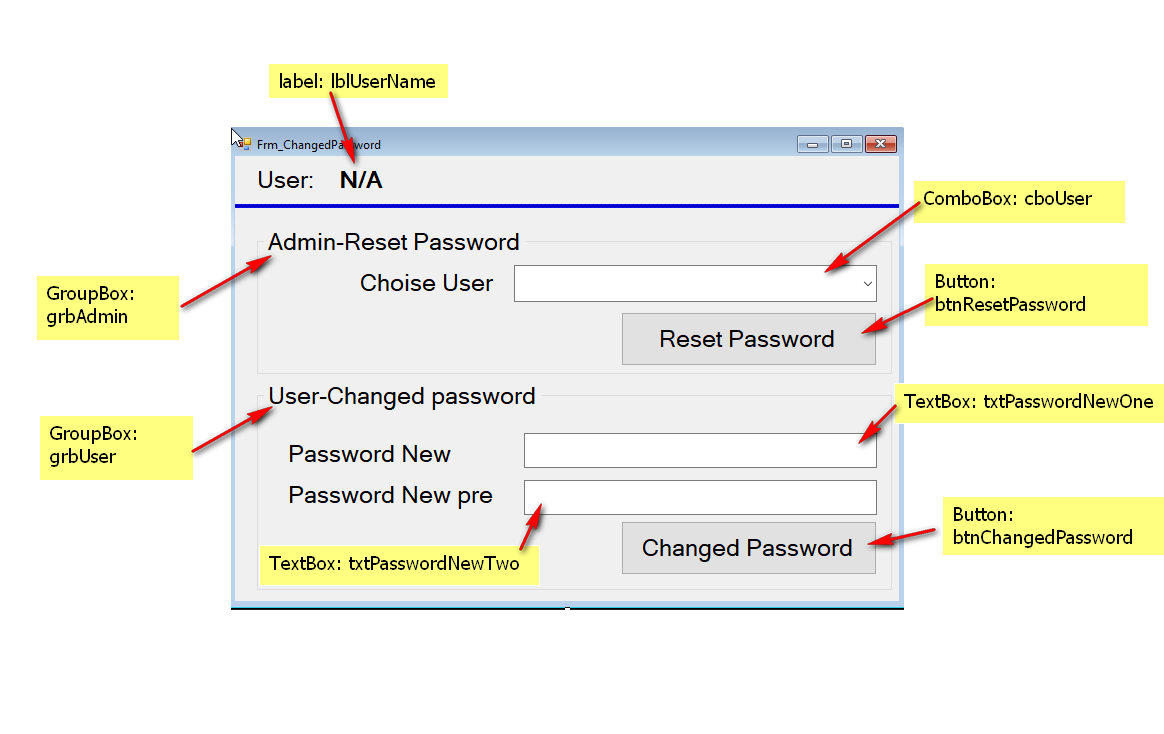 label: lblUserName
Frm_ChangedPassword
User: N/A
ComboBox: cboUser
Admin-Reset Password
Choise User
GroupBox:
grbAdmin
Button:
btnResetPassword
Reset Password
User-Changed password
TextBox: txtPasswordNewOne
GroupBox:
grbUser
Password New
Password New pre
Button:
btnChangedPassword
Changed Password
TextBox: txtPasswordNewTwo